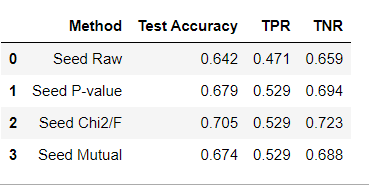 Method Test Accuracy TPR TNR
0 Seed Raw 0.642 0.471 0.659
1 Seed P-value 0.679 0.529 0.694
2 Seed Chi2/F 0.705 0.529 0.723
3 Seed Mutual 0.674 0.529 0.688